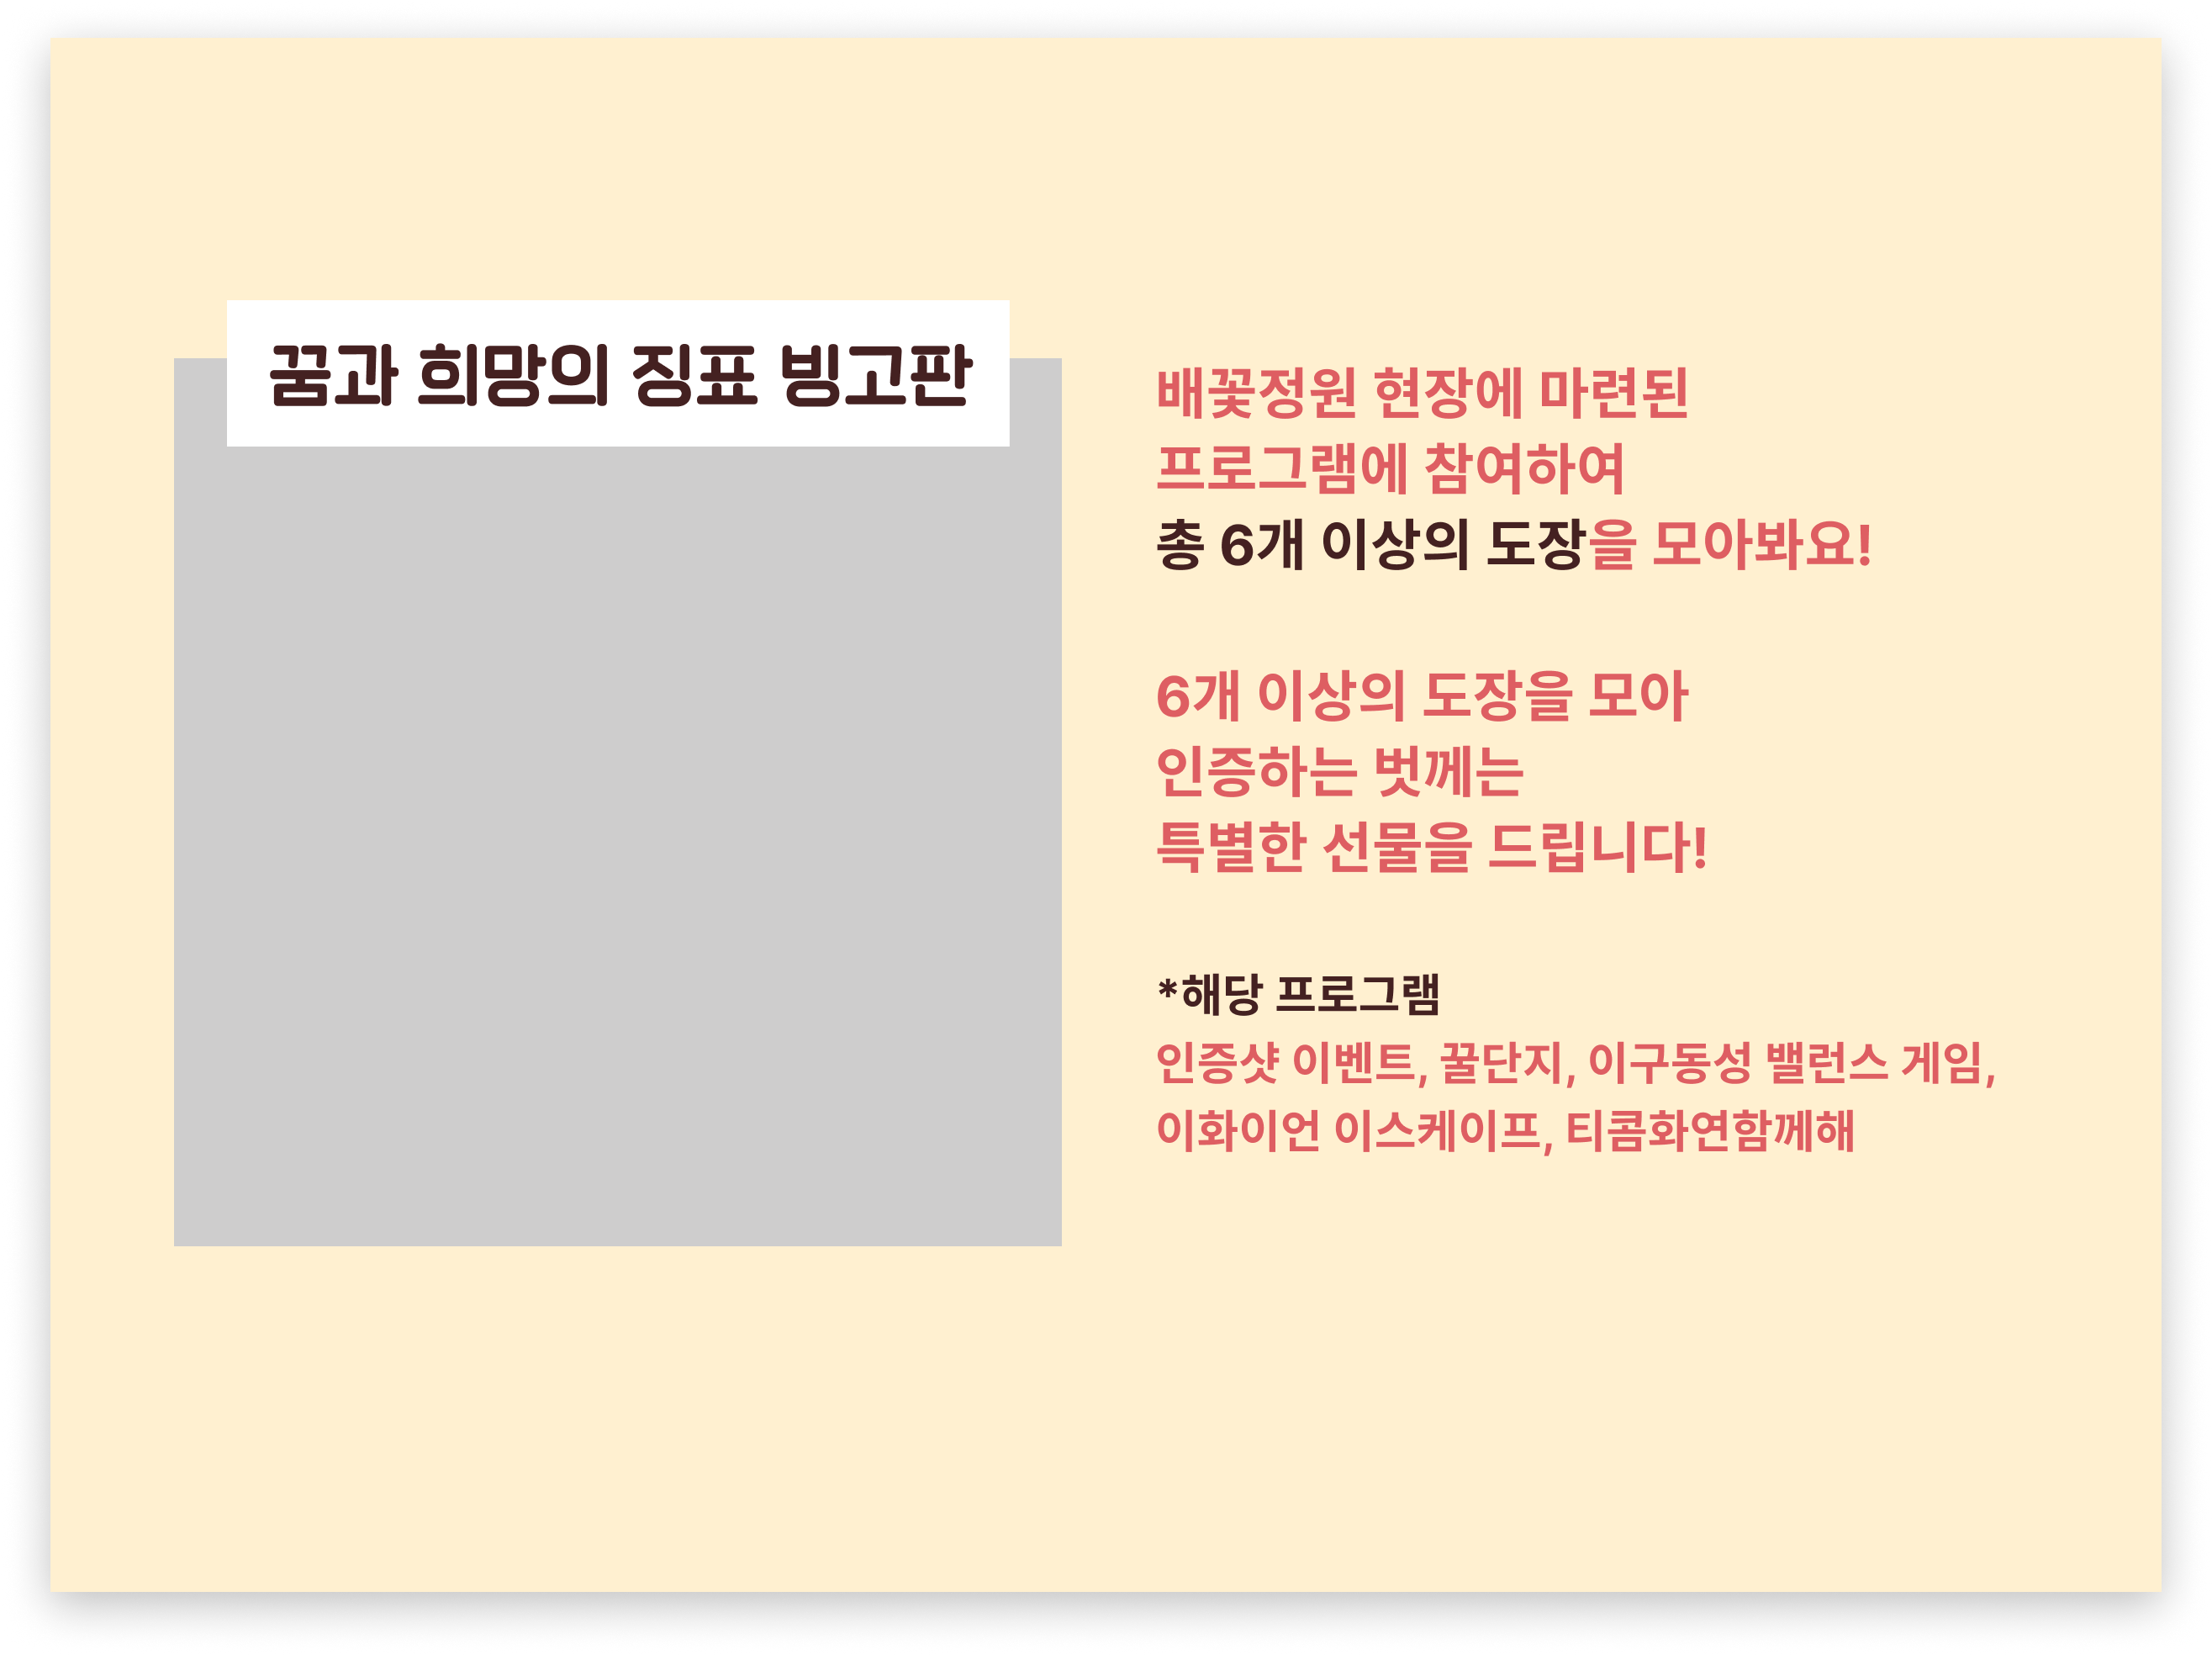 꿈과 희망의 징표 빙고판
배꽃정원 현장에 마련된
프로그램에 참여하여
총 6개 이상의 도장을 모아봐요!
6개 이상의 도장을 모아
인증하는 벗께는
특별한 선물을 드립니다!
*해당 프로그램
인증샷 이벤트, 꿀단지, 이구동성 밸런스 게임,
이화이언 이스케이프, 티콤화연함께해